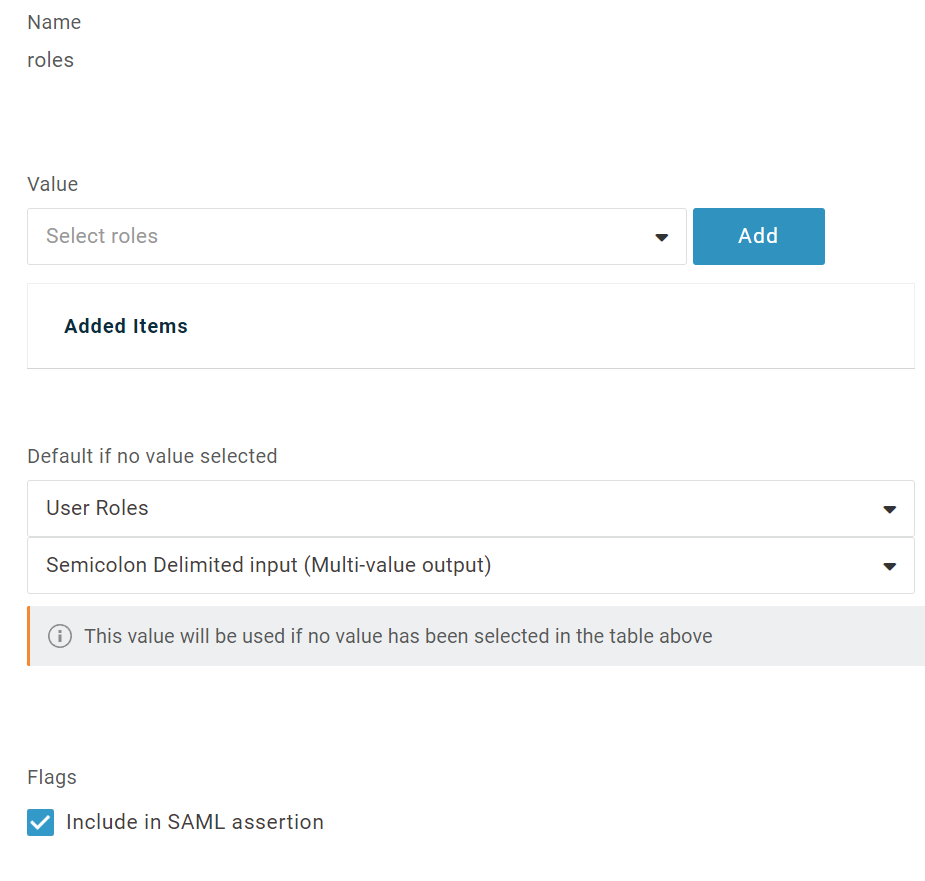 Name
roles
Value
Select roles
Add
Added Items
Default if no value selected
User Roles
Semicolon Delimited input (Multi-value output)
This value will be used if no value has been selected in the table above
Flags
Include in SAML assertion